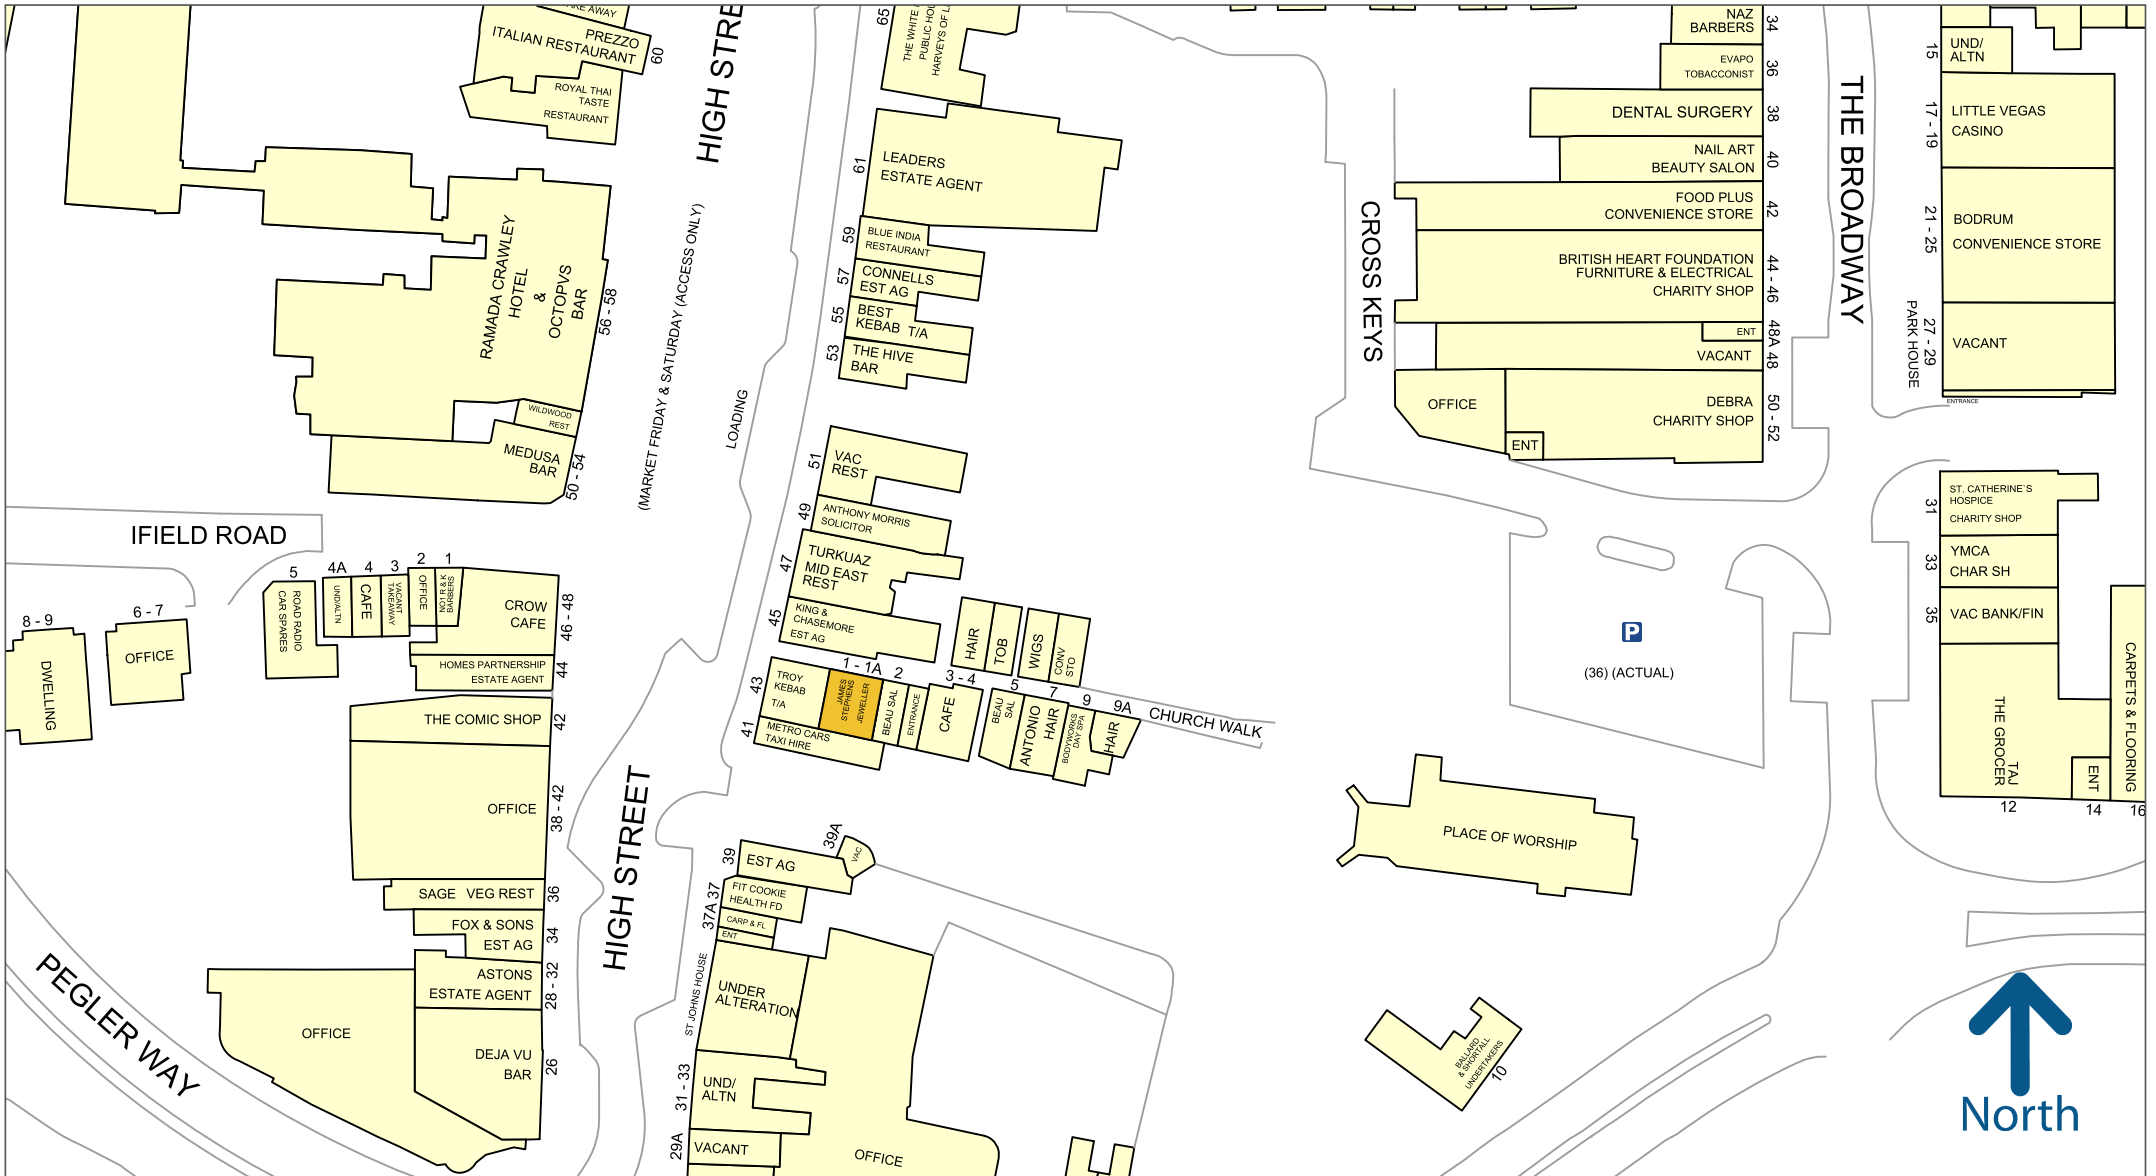 KE AWAY
PREZZO
ITALIAN RESTAURANT
60
ROYAL THAI
TASTE
RESTAURANT
HIGH STRE
65
THE WHITE
PUBLIC HOU
HARVEYS OF L
NAZ
BARBERS
34
EVAPO
TOBACCONIST
36
DENTAL SURGERY
38
NAIL ART
BEAUTY SALON
40
FOOD PLUS
CONVENIENCE STORE
42
BRITISH HEART FOUNDATION
FURNITURE & ELECTRICAL
CHARITY SHOP
44 - 46
ENT
48A
VACANT
48
OFFICE
ENT
DEBRA
CHARITY SHOP
50 - 52
CROSS KEYS
THE BROADWAY
UND/
ALTN
15
LITTLE VEGAS
CASINO
17 - 19
BODRUM
CONVENIENCE STORE
21 - 25
VACANT
27 - 29
PARK HOUSE
ENTRANCE
ST. CATHERINE`S
HOSPICE
CHARITY SHOP
31
YMCA
CHAR SH
33
VAC BANK/FIN
35
TAJ
THE GROCER
12
ENT
14
CARPETS & FLOORING
16
LEADERS
ESTATE AGENT
61
BLUE INDIA
RESTAURANT
59
CONNELLS
EST AG
57
BEST
KEBAB T/A
55
THE HIVE
BAR
53
RAMADA CRAWLEY
HOTEL
&
OCTOPVS
BAR
56 - 58
WILDWOOD
REST
MEDUSA
BAR
50 - 54
(MARKET FRIDAY & SATURDAY (ACCESS ONLY)
LOADING
VAC
REST
51
ANTHONY MORRIS
SOLICITOR
49
TURKUAZ
MID EAST
REST
47
KING &
CHASEMORE
EST AG
45
IFIELD ROAD
8 - 9
DWELLING
6 - 7
OFFICE
5
ROAD RADIO
CAR SPARES
4A
UND/ALTN
4
CAFE
3
VACANT
TAKEAWAY
2
OFFICE
1
NO1 R & K
BARBERS
CROW
CAFE
46 - 48
HOMES PARTNERSHIP
ESTATE AGENT
44
THE COMIC SHOP
42
OFFICE
38 - 42
SAGE VEG REST
36
FOX & SONS
EST AG
34
ASTONS
ESTATE AGENT
28 - 32
OFFICE
DEJA VU
BAR
26
PEGLER WAY
HIGH STREET
TROY
KEBAB
T/A
43
METRO CARS
TAXI HIRE
41
1 - 1A
JAMES
STEPHENS
JEWELLER
2
BEAU SAL
ENTRANCE
3 - 4
CAFE
5
BEAU
SAL
7
ANTONIO
HAIR
9
BODYWORKS
DAY SPA
9A
HAIR
HAIR
TOB
WIGS
CONV
STO
CHURCH WALK
P
(36) (ACTUAL)
PLACE OF WORSHIP
BALLARD
& SHORTALL
UNDERTAKERS
10
39
EST AG
39A
VAC
37
FIT COOKIE
HEALTH FD
37A
CARP & FL
ENT
ST JOHNS HOUSE
UNDER
ALTERATION
31 - 33
UND/
ALTN
29A
VACANT
OFFICE
North